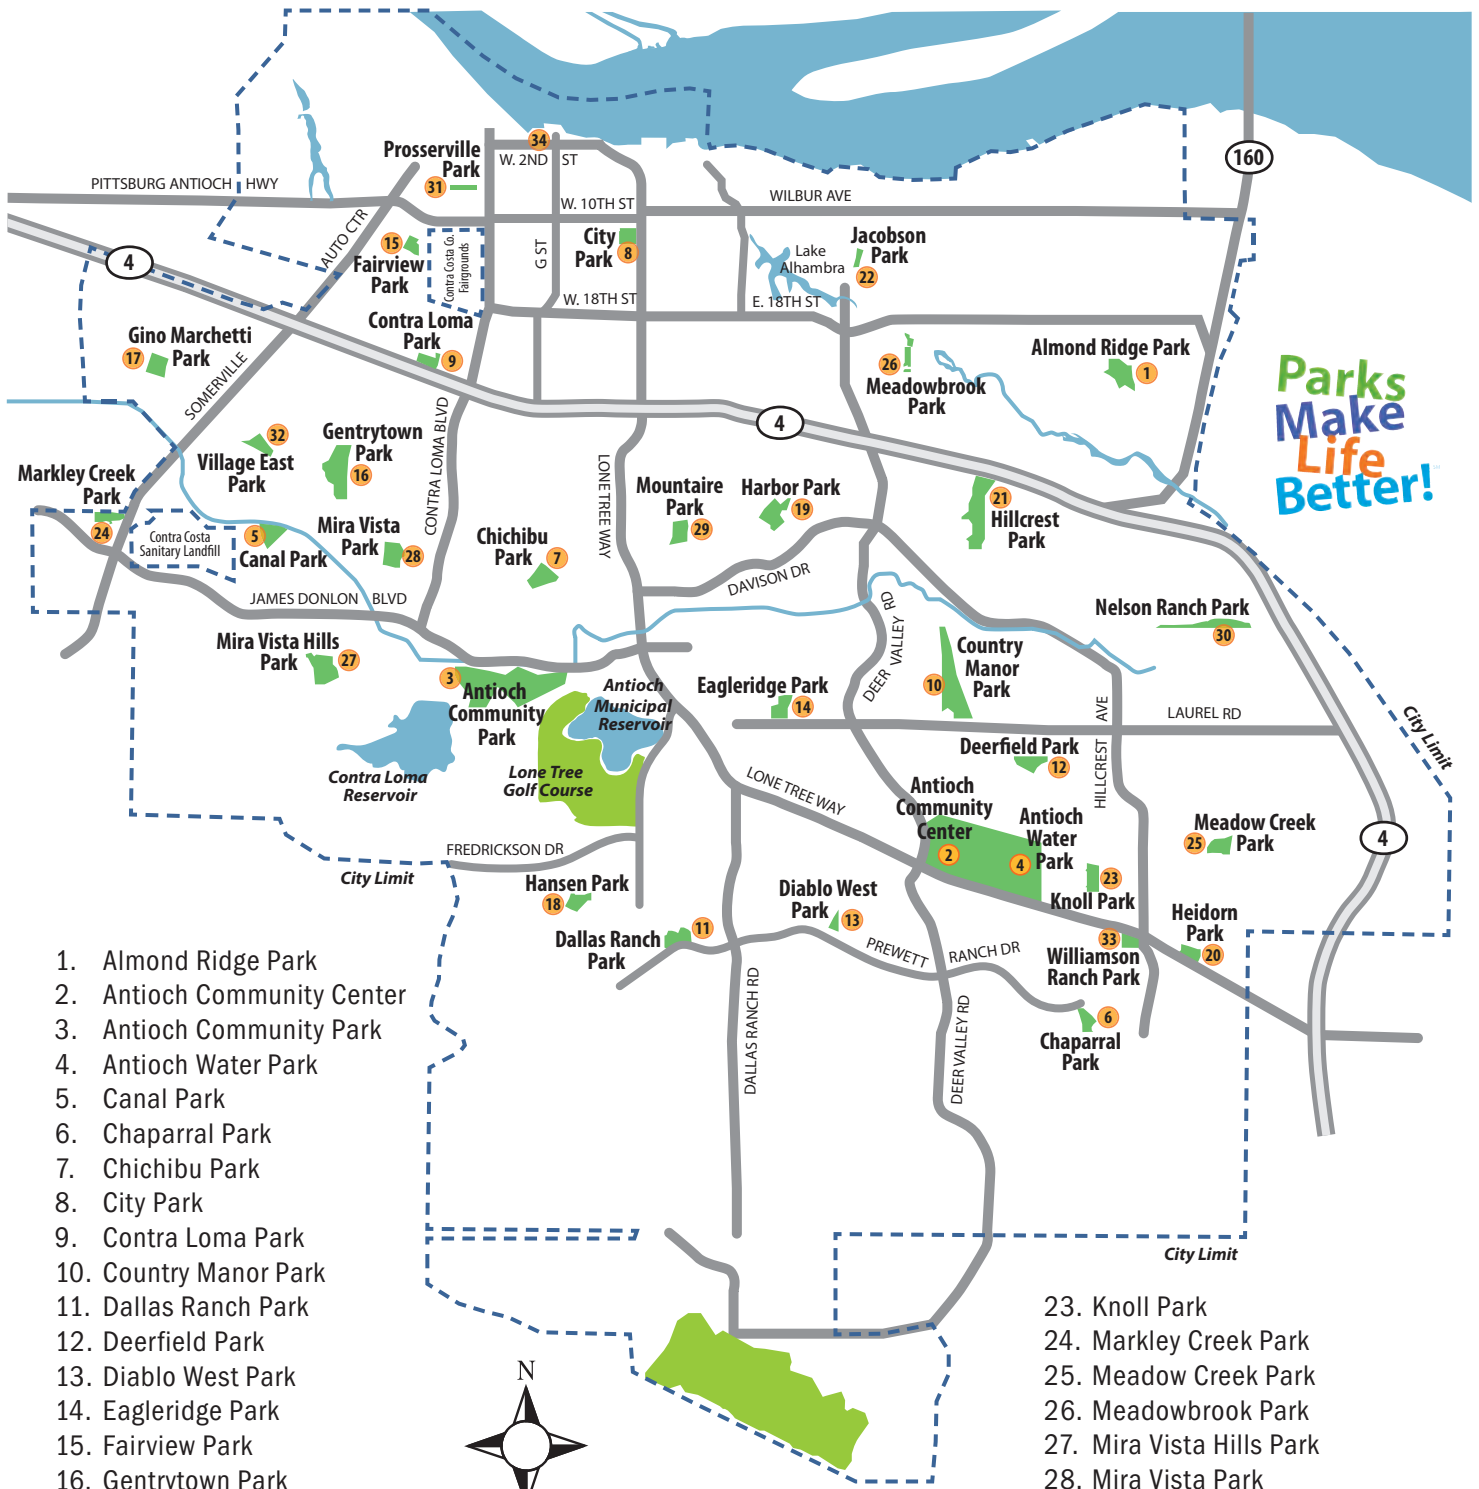 34
W. 2ND ST
Prosserville
Park
31
160
PITTSBURG ANTIOCH HWY
WILBUR AVE
W. 10TH ST
AUTO CTR
15
Fairview
Park
Contra Costa Co.
Fairgrounds
G ST
City
Park
8
Lake
Alhambra
Jacobson
Park
22
4
W. 18TH ST
E. 18TH ST
Gino Marchetti
Park
17
Contra Loma
Park
9
SOMERVILLE
26
Meadowbrook
Park
Almond Ridge Park
1
Parks
Make
Life
Better!
4
32
Village East
Park
Gentrytown
Park
16
CONTRA LOMA BLVD
LONE TREE WAY
Markley Creek
Park
24
Contra Costa
Sanitary Landfill
5
Canal Park
Mira Vista
Park
28
Chichibu
Park
7
Mountaire
Park
29
Harbor Park
19
21
Hillcrest
Park
DAVISON DR
JAMES DONLON BLVD
Nelson Ranch Park
30
Mira Vista Hills
Park
27
DEER VALLEY RD
Country
Manor
Park
10
3
Antioch
Community
Park
Antioch
Municipal
Reservoir
Eagleridge Park
14
HILLCREST AVE
LAUREL RD
City Limit
Contra Loma
Reservoir
Lone Tree
Golf Course
Deerfield Park
12
LONE TREE WAY
Antioch
Community
Center
2
Antioch
Water
Park
4
Meadow Creek
Park
25
4
FREDRICKSON DR
City Limit
Hansen Park
18
Diablo West
Park
13
23
Knoll Park
Heidorn
Park
20
Dallas Ranch
Park
11
PREWETT RANCH DR
33
Williamson
Ranch Park
DALLAS RANCH RD
DEER VALLEY RD
6
Chaparral
Park
City Limit
1. Almond Ridge Park
2. Antioch Community Center
3. Antioch Community Park
4. Antioch Water Park
5. Canal Park
6. Chaparral Park
7. Chichibu Park
8. City Park
9. Contra Loma Park
10. Country Manor Park
11. Dallas Ranch Park
12. Deerfield Park
13. Diablo West Park
14. Eagleridge Park
15. Fairview Park
16. Gentrytown Park
N
23. Knoll Park
24. Markley Creek Park
25. Meadow Creek Park
26. Meadowbrook Park
27. Mira Vista Hills Park
28. Mira Vista Park